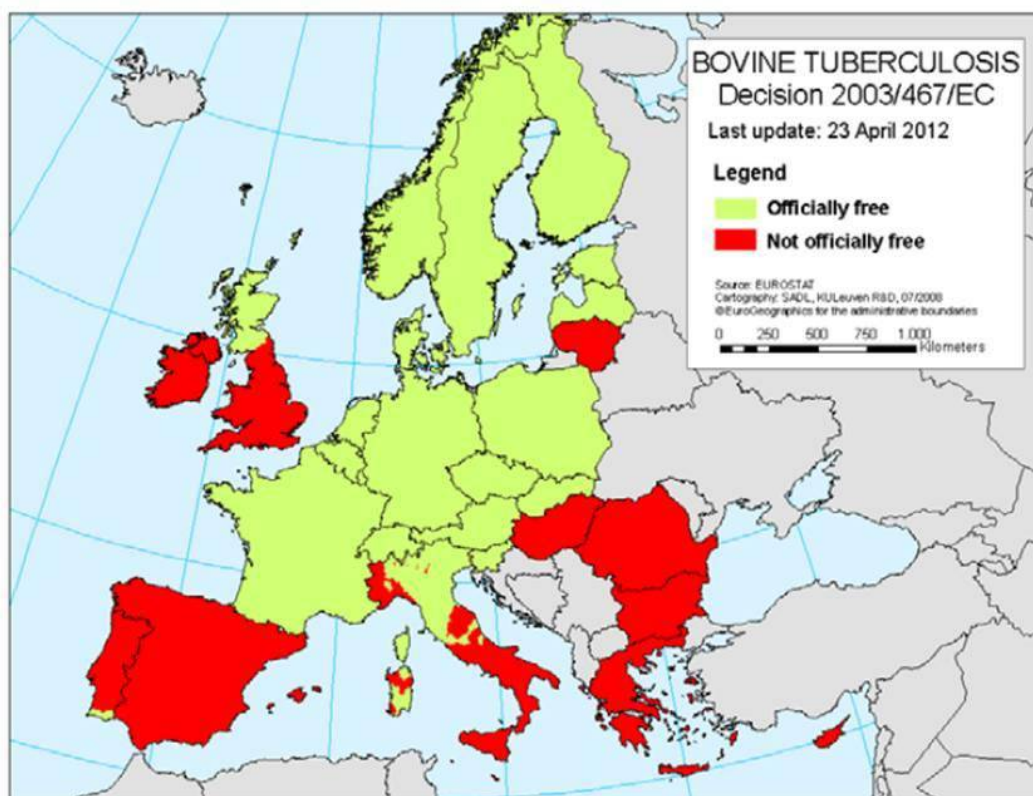 BOVINE TUBERCULOSIS
Decision 2003/467/EC
Last update: 23 April 2012
Legend
Officially free
Not officially free
Source: EUROSTAT
Cartography: SADL, KULeuven R&D, 07/2008
©EuroGeographics for the administrative boundaries
0 250 500 750 1.000
Kilometers